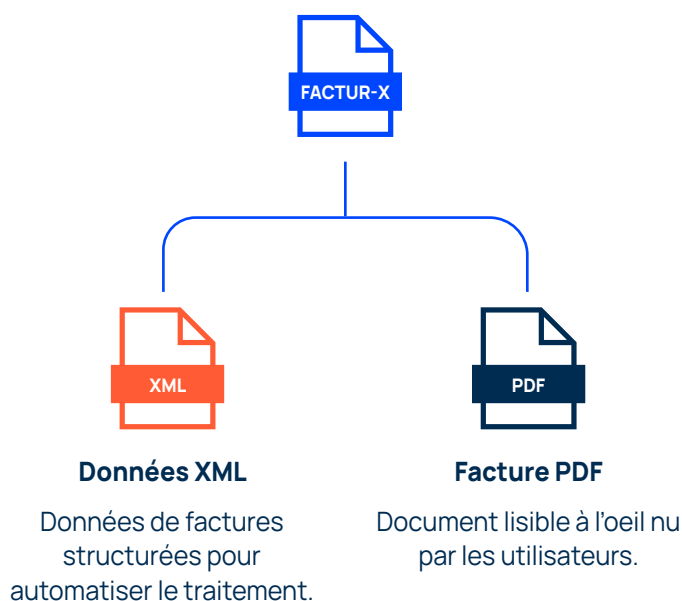 FACTUR-X
XML
PDF
Données XML
Données de factures
structurées pour
automatiser le traitement.
Facture PDF
Document lisible à l'oeil nu
par les utilisateurs.